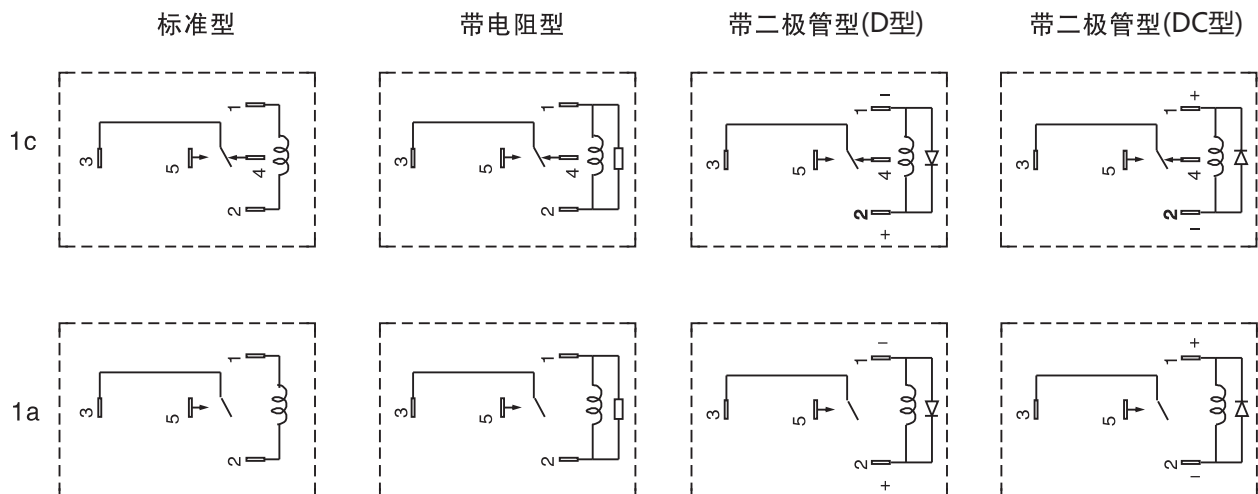 标准型 带电阻型 带二极管型(D型) 带二极管型(DC型)
1c
1 3 5 4 2
1 3 5 4 2
− 1 3 5 4 2 +
+ 1 3 5 4 2 −
1a
1 3 5 2
1 3 5 2
− 1 3 5 2 +
+ 1 3 5 2 −